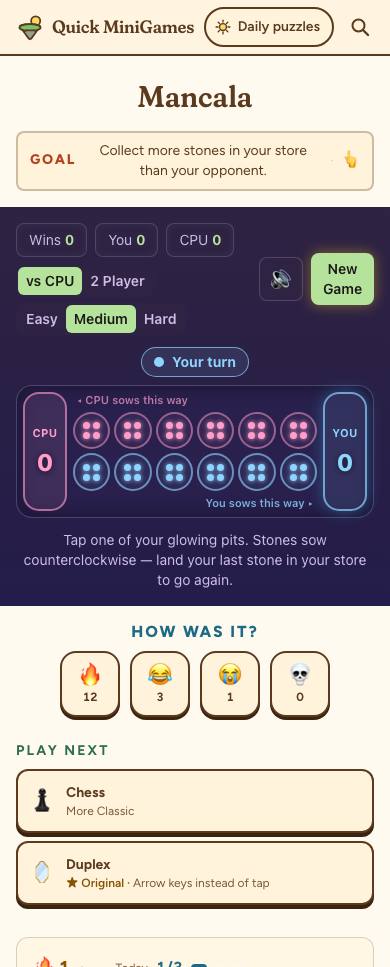 Quick MiniGames
Daily puzzles
Mancala
GOAL
Collect more stones in your store
than your opponent.
Wins 0
You 0
CPU 0
vs CPU
2 Player
New
Game
Easy
Medium
Hard
Your turn
CPU sows this way
CPU
0
YOU
0
You sows this way
Tap one of your glowing pits. Stones sow
counterclockwise — land your last stone in your store
to go again.
HOW WAS IT?
12
3
1
0
PLAY NEXT
Chess
More Classic
Duplex
Original · Arrow keys instead of tap